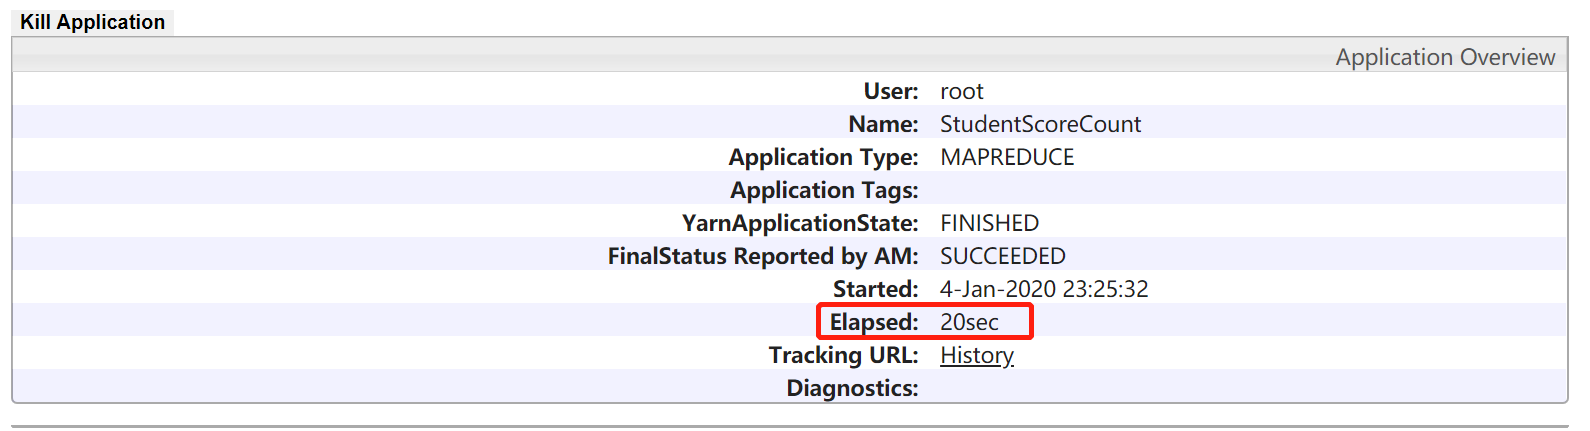 Kill Application
Application Overview
User: root
Name: StudentScoreCount
Application Type: MAPREDUCE
Application Tags:
YarnApplicationState: FINISHED
FinalStatus Reported by AM: SUCCEEDED
Started: 4-Jan-2020 23:25:32
Elapsed: 20sec
Tracking URL: History
Diagnostics: